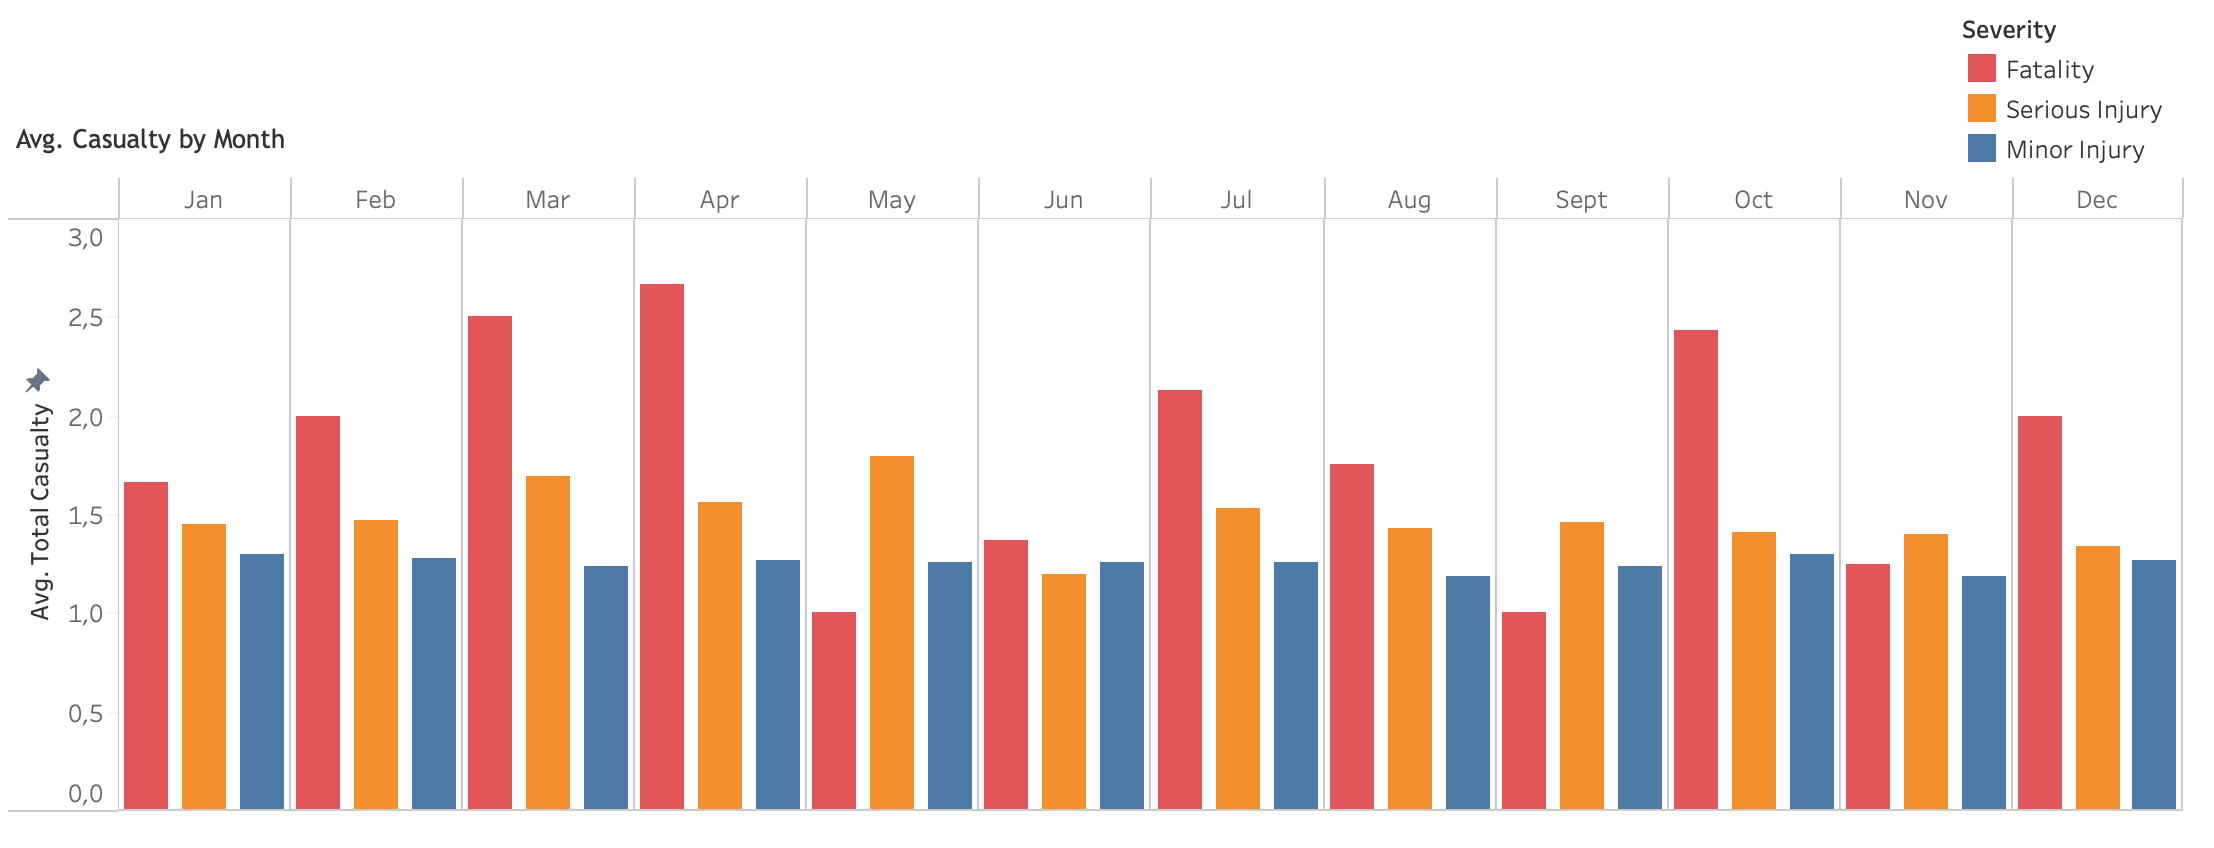 Severity
Fatality
Serious Injury
Minor Injury
Avg. Casualty by Month
Jan Feb Mar Apr May Jun Jul Aug Sept Oct Nov Dec
3,0
2,5
2,0
1,5
1,0
0,5
0,0
Avg. Total Casualty